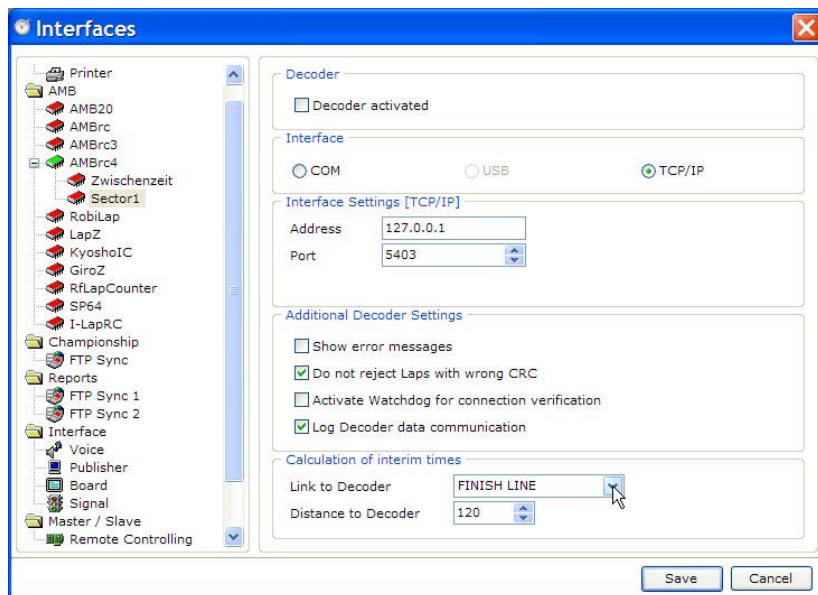 Interfaces
Printer
AMB
AMB20
AMBrc
AMBrc3
AMBrc4
Zwischenzeit
Sector1
RobiLap
LapZ
KyoshoIC
GiroZ
RfLapCounter
SP64
I-LapRC
Championship
FTP Sync
Reports
FTP Sync 1
FTP Sync 2
Interface
Voice
Publisher
Board
Signal
Master / Slave
Remote Controlling
Decoder
Decoder activated
Interface
COM USB TCP/IP
Interface Settings [TCP/IP]
Address 127.0.0.1
Port 5403
Additional Decoder Settings
Show error messages
Do not reject Laps with wrong CRC
Activate Watchdog for connection verification
Log Decoder data communication
Calculation of interim times
Link to Decoder FINISH LINE
Distance to Decoder 120
Save Cancel